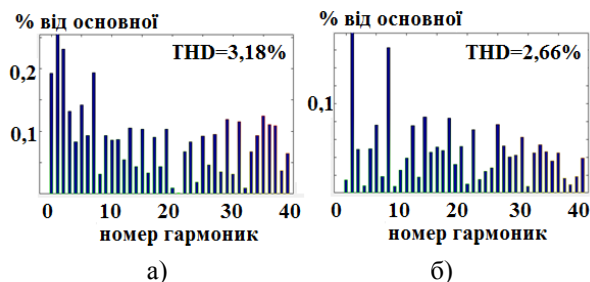 % від основної
THD=3,18%
0,2
0,1
0 10 20 30 40
номер гармоник
а)
% від основної
THD=2,66%
0,1
0 10 20 30 40
номер гармоник
б)